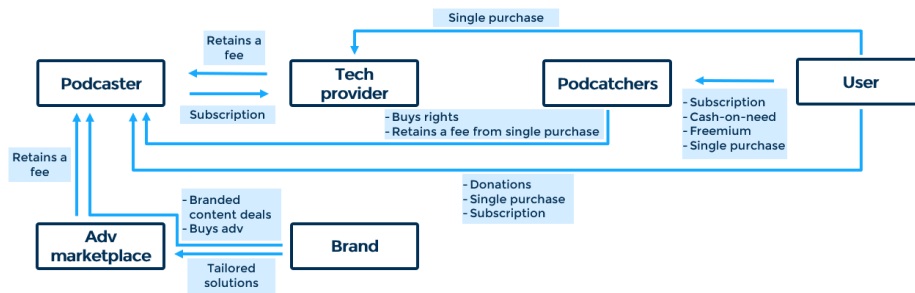 Single purchase
Retains a
fee
Podcaster
Tech
provider
Podcatchers
User
Subscription
- Buys rights
- Retains a fee from single purchase
- Subscription
- Cash-on-need
- Freemium
- Single purchase
Retains a
fee
- Donations
- Single purchase
- Subscription
- Branded
content deals
- Buys adv
Adv
marketplace
Brand
Tailored
solutions